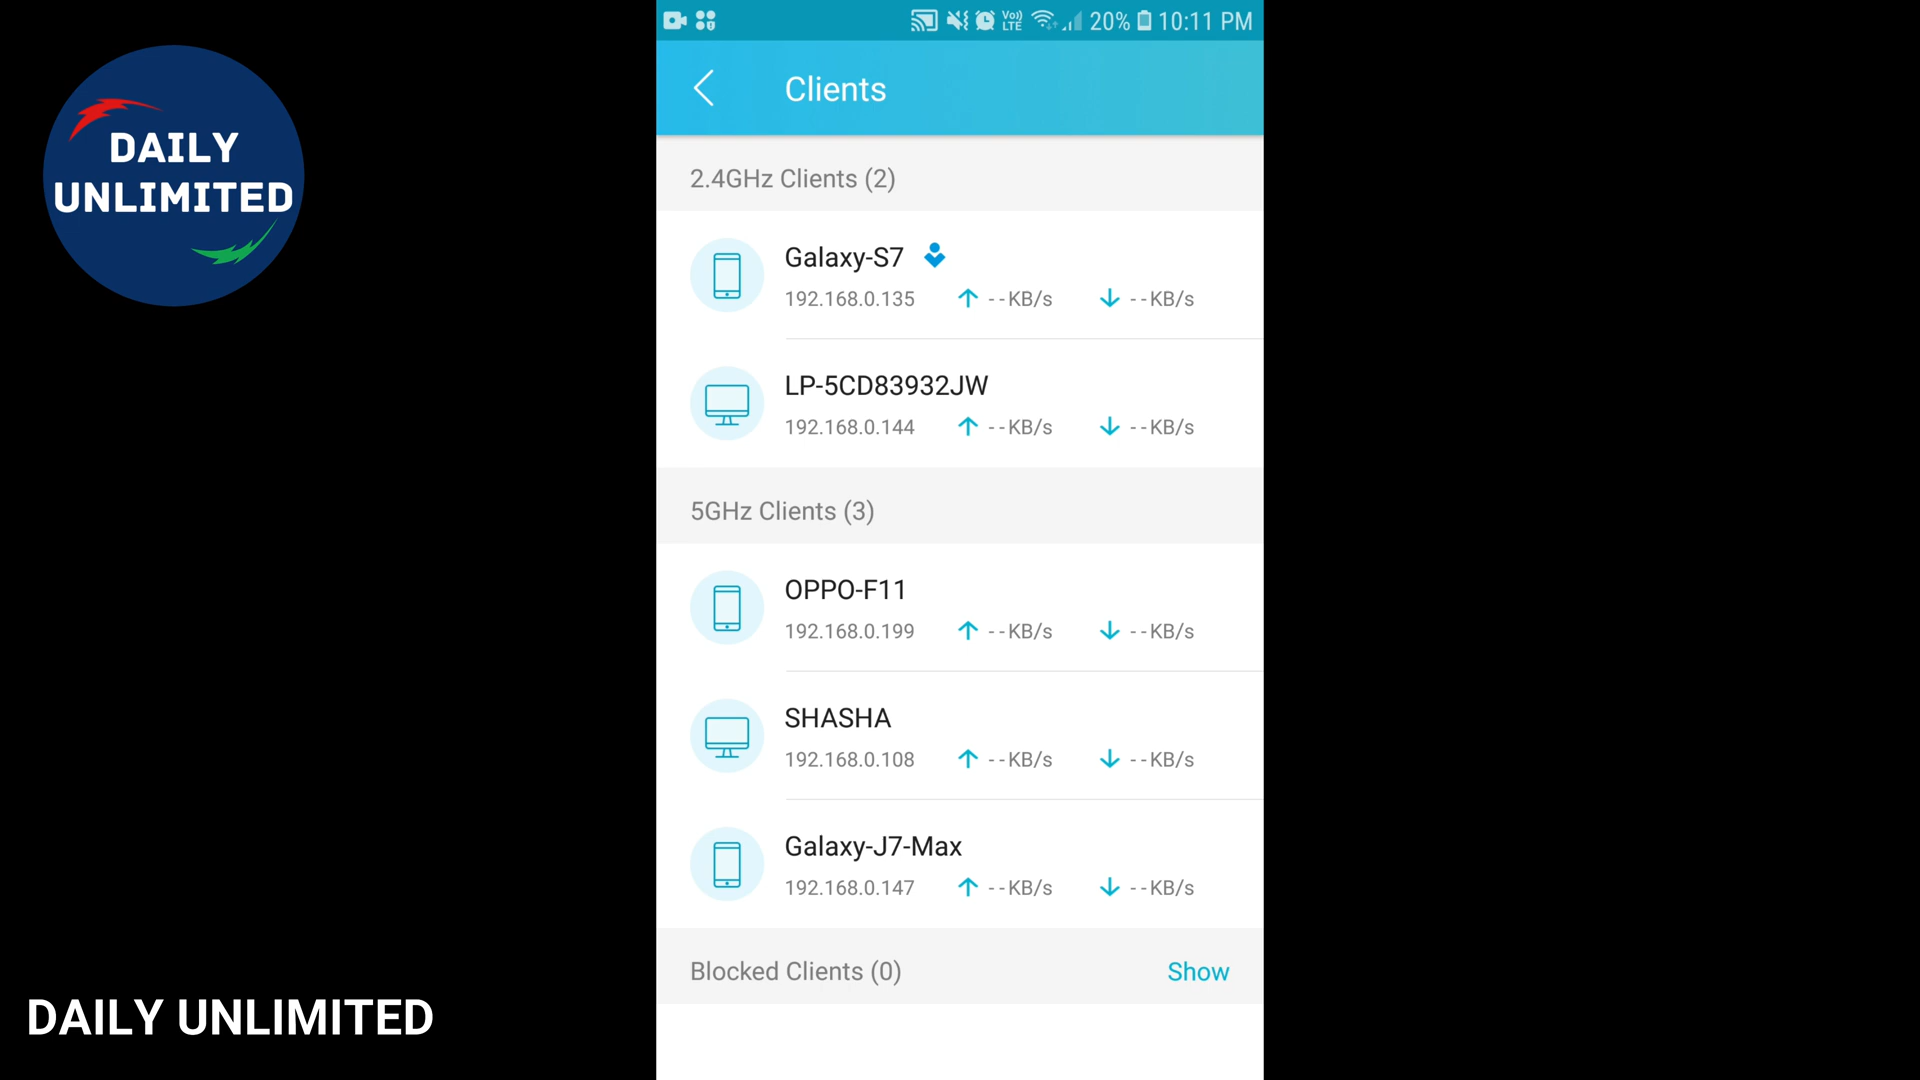 DAILY
UNLIMITED
Vo)) LTE 20% 10:11 PM
Clients
2.4GHz Clients (2)
Galaxy-S7
192.168.0.135 --KB/s --KB/s
LP-5CD83932JW
192.168.0.144 --KB/s --KB/s
5GHz Clients (3)
OPPO-F11
192.168.0.199 --KB/s --KB/s
SHASHA
192.168.0.108 --KB/s --KB/s
Galaxy-J7-Max
192.168.0.147 --KB/s --KB/s
Blocked Clients (0) Show
DAILY UNLIMITED